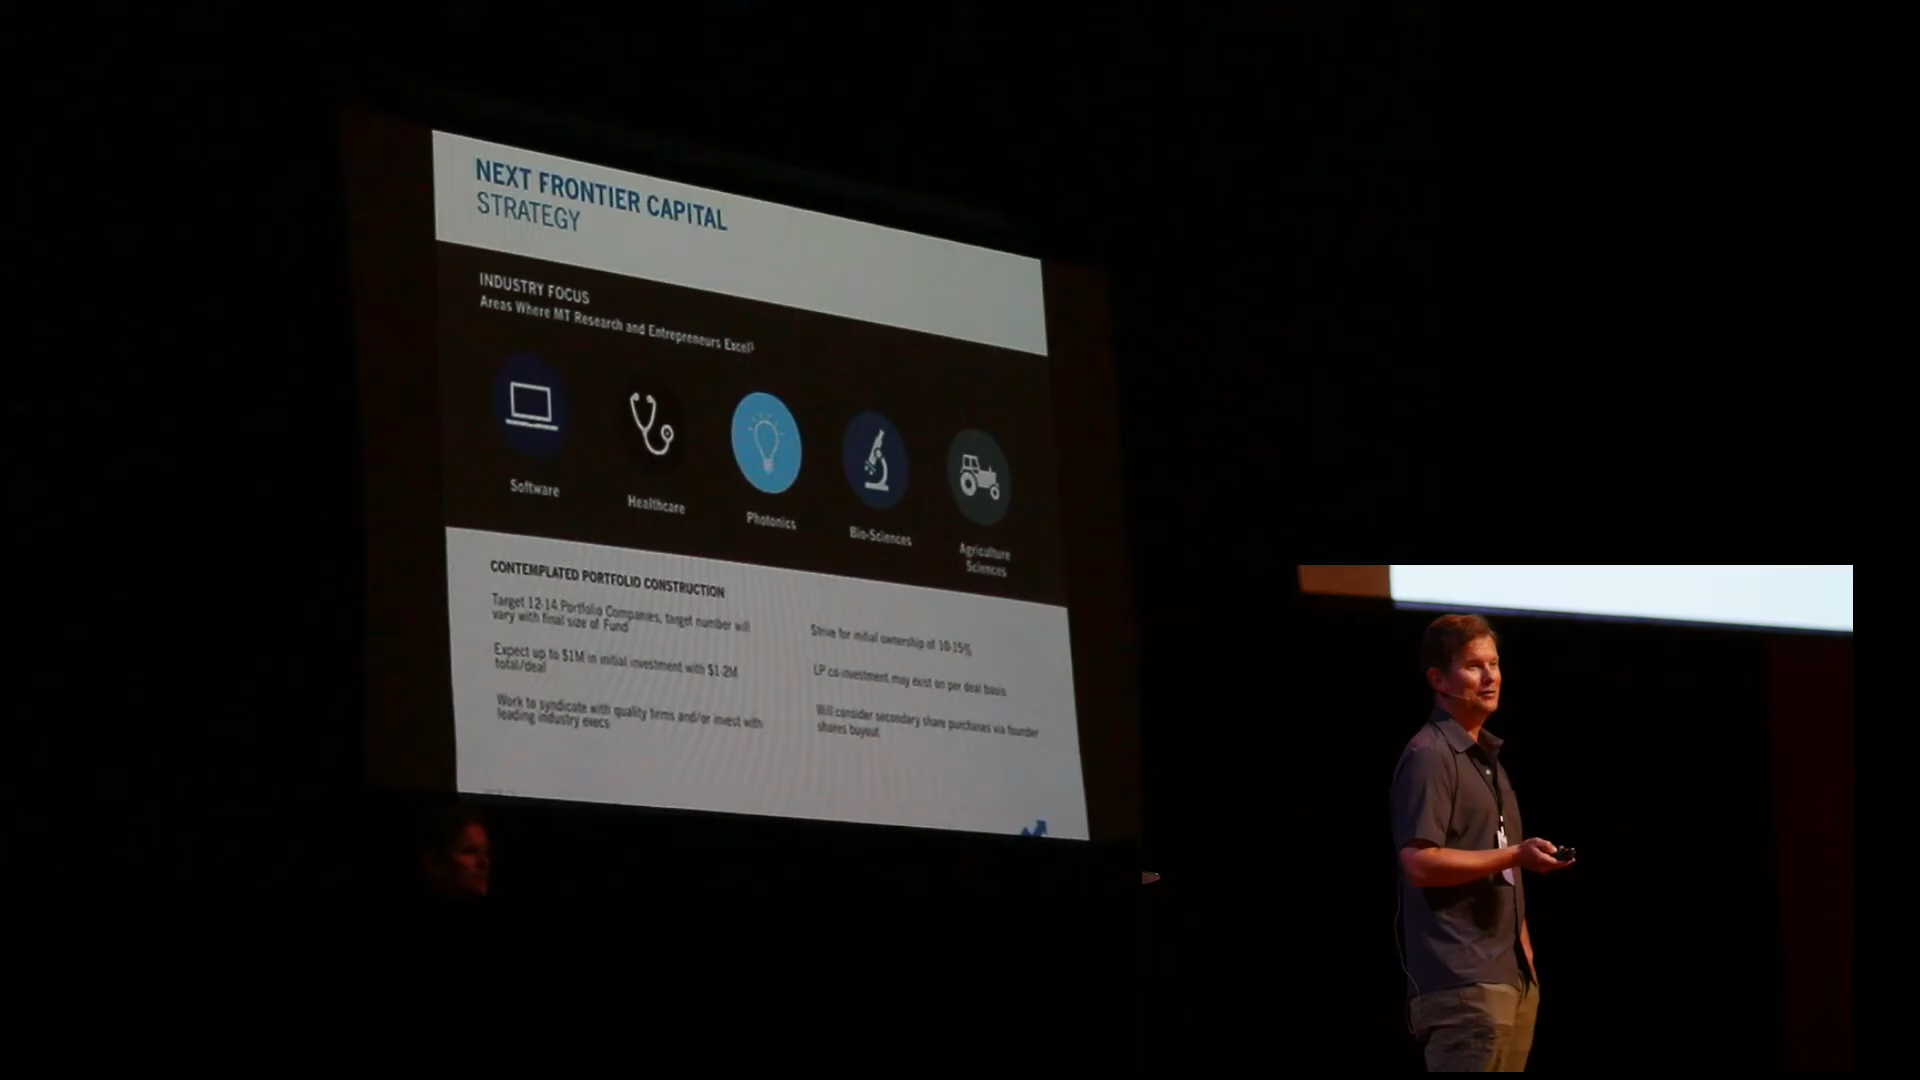 NEXT FRONTIER CAPITAL
STRATEGY
INDUSTRY FOCUS
Areas Where MT Research and Entrepreneurs Excel¹
Software
Healthcare
Photonics
Bio-Sciences
Agriculture
Sciences
CONTEMPLATED PORTFOLIO CONSTRUCTION
Target 12-14 Portfolio Companies, target number will
vary with final size of Fund
Expect up to $1M in initial investment with $1-2M
total/deal
Work to syndicate with quality firms and/or invest with
leading industry execs
Strive for initial ownership of 10-15%
LP co-investment may exist on per deal basis
Will consider secondary share purchases via founder
shares buyout